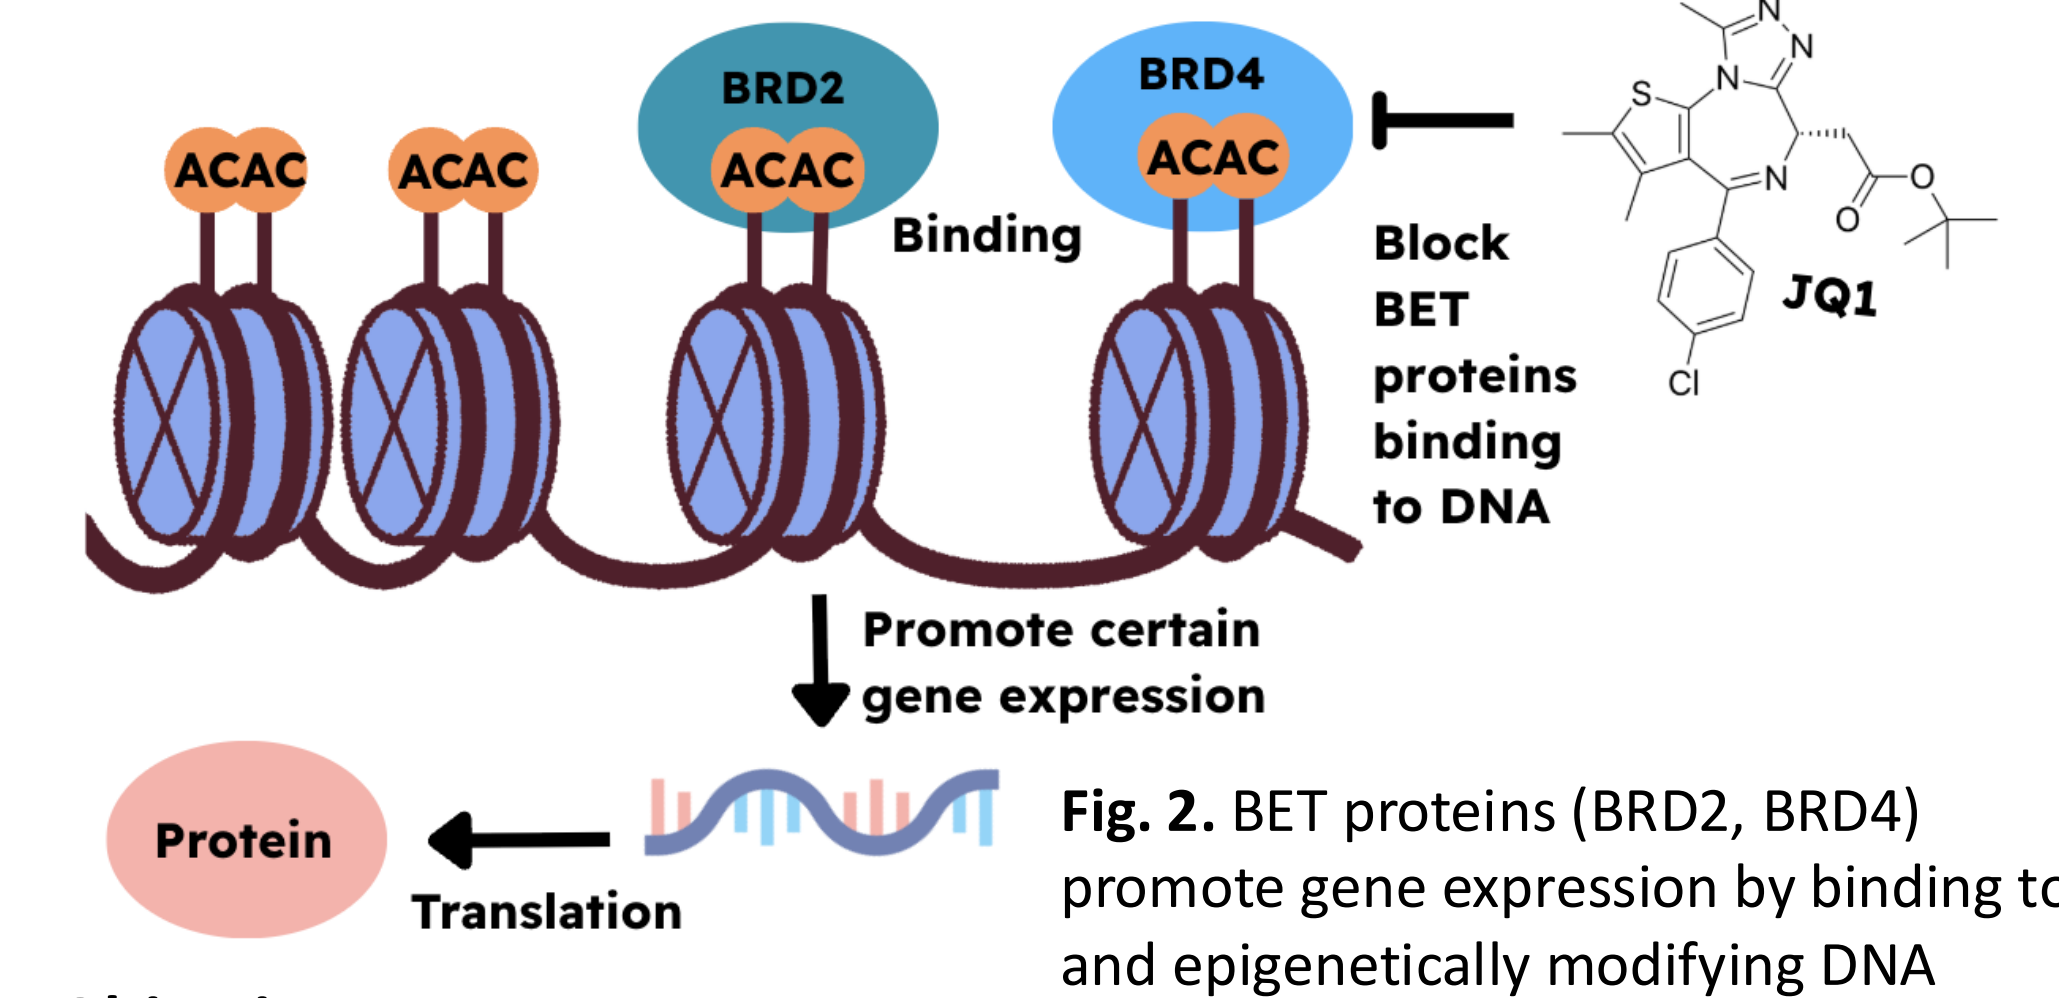 BRD2
BRD4
ACAC
ACAC
ACAC
ACAC
Binding
Block
BET
proteins
binding
to DNA
N
N
N
S
N
O
O
Cl
JQ1
Promote certain
gene expression
Protein
Translation
Fig. 2. BET proteins (BRD2, BRD4)
promote gene expression by binding to
and epigenetically modifying DNA